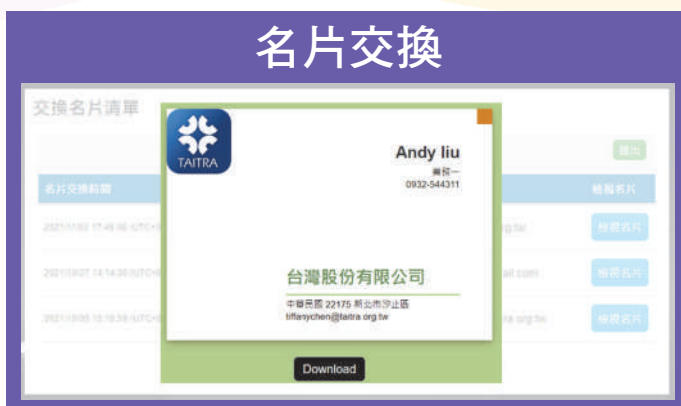 名片交換
交換名片清單
匯出
名片交換時間
檢視名片
TAITRA
Andy liu
業務一
0932-544311
檢視名片
檢視名片
檢視名片
台灣股份有限公司
中華民國 22175 新北市汐止區
tiffanychen@taitra.org.tw
Download